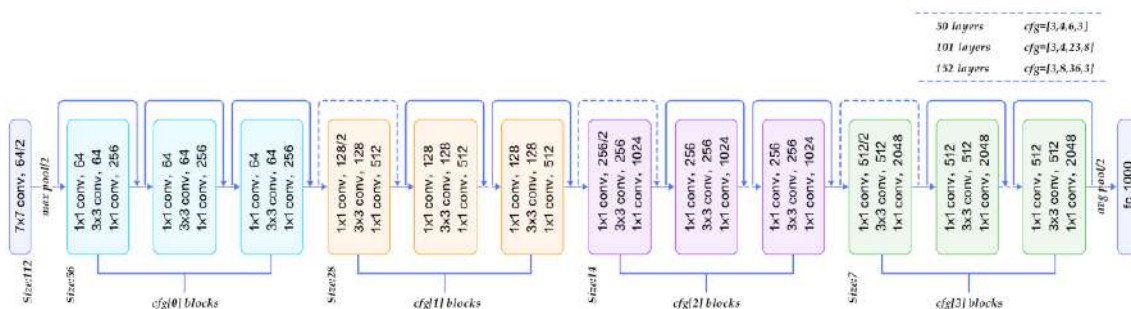 50 layers cfg=[3,4,6,3]
101 layers cfg=[3,4,23,8]
152 layers cfg=[3,8,36,3]
7x7 conv, 64/2
max pool/2
1x1 conv, 64
3x3 conv, 64
1x1 conv, 256
1x1 conv, 64
3x3 conv, 64
1x1 conv, 256
1x1 conv, 64
3x3 conv, 64
1x1 conv, 256
1x1 conv, 128/2
3x3 conv, 128
1x1 conv, 512
1x1 conv, 128
3x3 conv, 128
1x1 conv, 512
1x1 conv, 128
3x3 conv, 128
1x1 conv, 512
1x1 conv, 256/2
3x3 conv, 256
1x1 conv, 1024
1x1 conv, 256
3x3 conv, 256
1x1 conv, 1024
1x1 conv, 256
3x3 conv, 256
1x1 conv, 1024
1x1 conv, 512/2
3x3 conv, 512
1x1 conv, 2048
1x1 conv, 512
3x3 conv, 512
1x1 conv, 2048
1x1 conv, 512
3x3 conv, 512
1x1 conv, 2048
avg pool/2
fc, 1000
Size:112
Size:56
Size:28
Size:14
Size:7
cfg[0] blocks
cfg[1] blocks
cfg[2] blocks
cfg[3] blocks